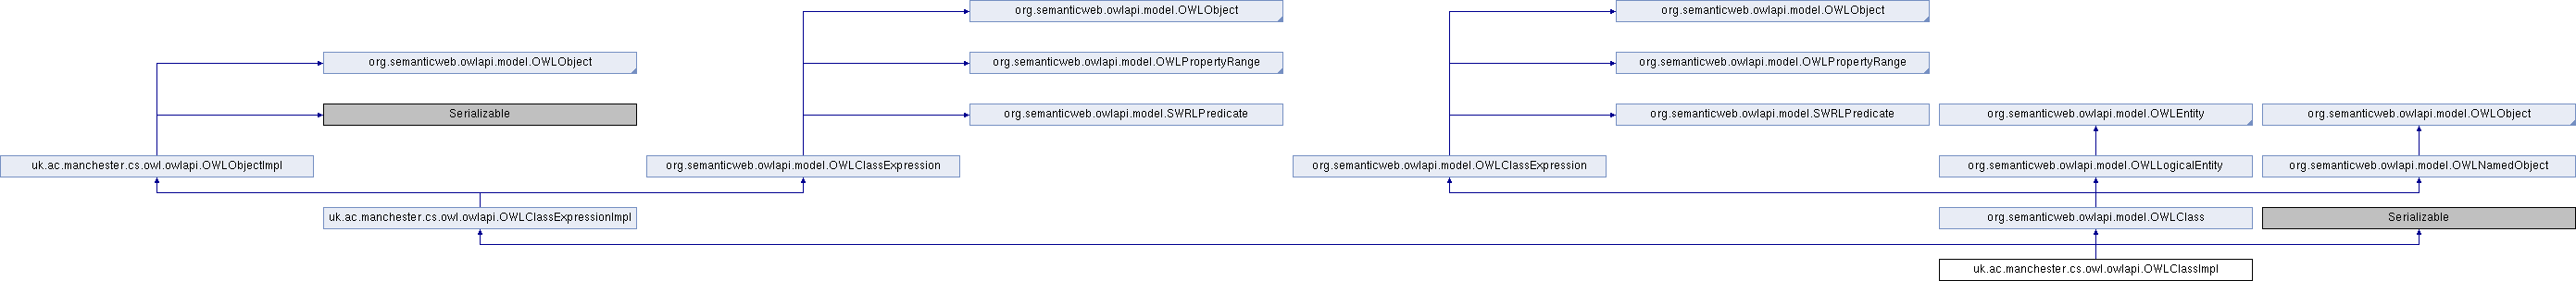 org.semanticweb.owlapi.model.OWLObject
org.semanticweb.owlapi.model.OWLObject
org.semanticweb.owlapi.model.OWLObject
org.semanticweb.owlapi.model.OWLPropertyRange
org.semanticweb.owlapi.model.OWLPropertyRange
Serializable
org.semanticweb.owlapi.model.SWRLPredicate
org.semanticweb.owlapi.model.SWRLPredicate
org.semanticweb.owlapi.model.OWLEntity
org.semanticweb.owlapi.model.OWLObject
uk.ac.manchester.cs.owl.owlapi.OWLObjectImpl
org.semanticweb.owlapi.model.OWLClassExpression
org.semanticweb.owlapi.model.OWLClassExpression
org.semanticweb.owlapi.model.OWLLogicalEntity
org.semanticweb.owlapi.model.OWLNamedObject
uk.ac.manchester.cs.owl.owlapi.OWLClassExpressionImpl
org.semanticweb.owlapi.model.OWLClass
Serializable
uk.ac.manchester.cs.owl.owlapi.OWLClassImpl